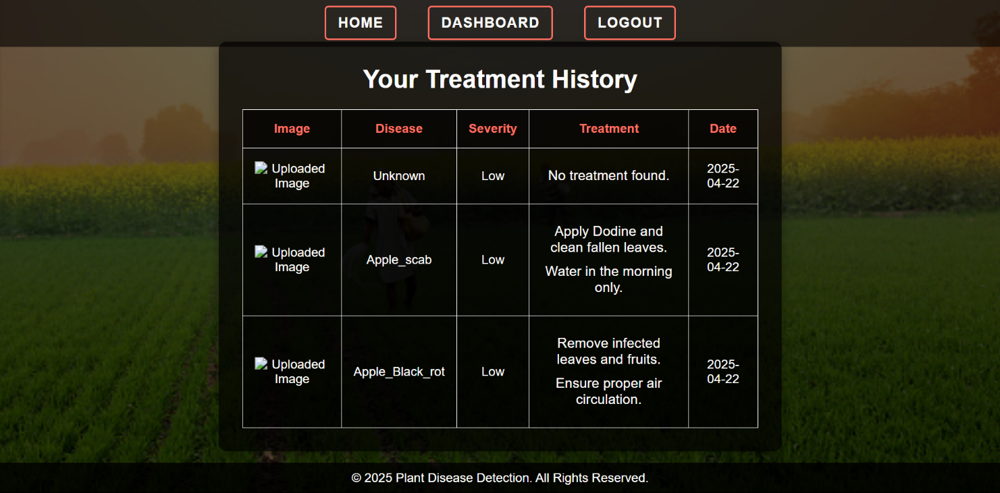 HOME DASHBOARD LOGOUT
Your Treatment History
Image Disease Severity Treatment Date
Uploaded
Image
Unknown
Low
No treatment found.
2025-
04-22
Uploaded
Image
Apple_scab
Low
Apply Dodine and
clean fallen leaves.
Water in the morning
only.
2025-
04-22
Uploaded
Image
Apple_Black_rot
Low
Remove infected
leaves and fruits.
Ensure proper air
circulation.
2025-
04-22
© 2025 Plant Disease Detection. All Rights Reserved.